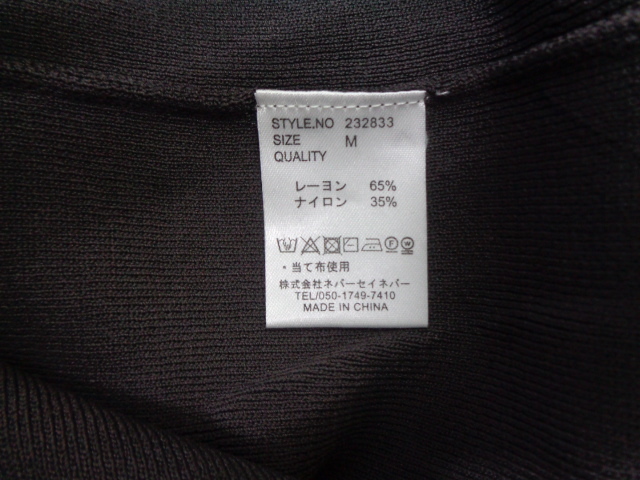 STYLE.NO 232833
SIZE M
QUALITY
レーヨン 65%
ナイロン 35%
F W
・当て布使用
株式会社ネバーセイネバー
TEL/050-1749-7410
MADE IN CHINA